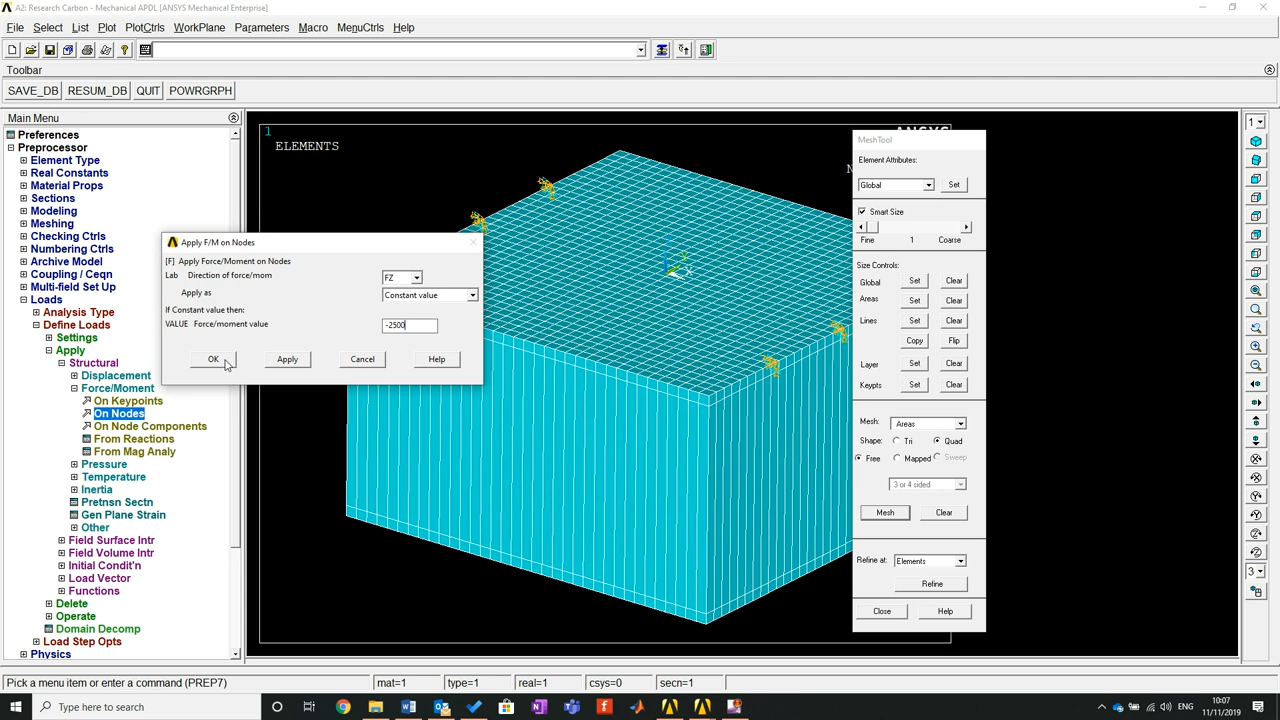 A2: Research Carbon - Mechanical APDL [ANSYS Mechanical Enterprise]
File Select List Plot PlotCtrls WorkPlane Parameters Macro MenuCtrls Help
Toolbar
SAVE_DB RESUM_DB QUIT POWRGRPH
Main Menu
Preferences
Preprocessor
Element Type
Real Constants
Material Props
Sections
Modeling
Meshing
Checking Ctrls
Numbering Ctrls
Archive Model
Coupling / Ceqn
Multi-field Set Up
Loads
Analysis Type
Define Loads
Settings
Apply
Structural
Displacement
Force/Moment
On Keypoints
On Nodes
On Node Components
From Reactions
From Mag Analy
Pressure
Temperature
Inertia
Pretnsn Sectn
Gen Plane Strain
Other
Field Surface Intr
Field Volume Intr
Initial Condit'n
Load Vector
Functions
Delete
Operate
Domain Decomp
Load Step Opts
Physics
1
ELEMENTS
ANSYS
N
Y
X
Apply F/M on Nodes
[F] Apply Force/Moment on Nodes
Lab Direction of force/mom FZ
Apply as Constant value
If Constant value then:
VALUE Force/moment value -2500
OK Apply Cancel Help
MeshTool
Element Attributes:
Global Set
Smart Size
Fine 1 Coarse
Size Controls:
Global Set Clear
Areas Set Clear
Lines Set Clear
Copy Flip
Layer Set Clear
Keypts Set Clear
Mesh: Areas
Shape: Tri Quad
Free Mapped Sweep
3 or 4 sided
Mesh Clear
Refine at: Elements
Refine
Close Help
1
3
Pick a menu item or enter a command (PREP7) mat=1 type=1 real=1 csys=0 secn=1
Type here to search
ENG
10:07
11/11/2019